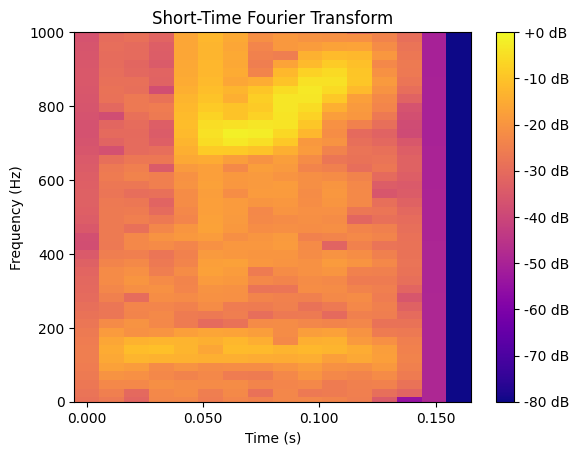 Short-Time Fourier Transform
1000
800
600
400
200
0
Frequency (Hz)
0.000
0.050
0.100
0.150
Time (s)
+0 dB
-10 dB
-20 dB
-30 dB
-40 dB
-50 dB
-60 dB
-70 dB
-80 dB